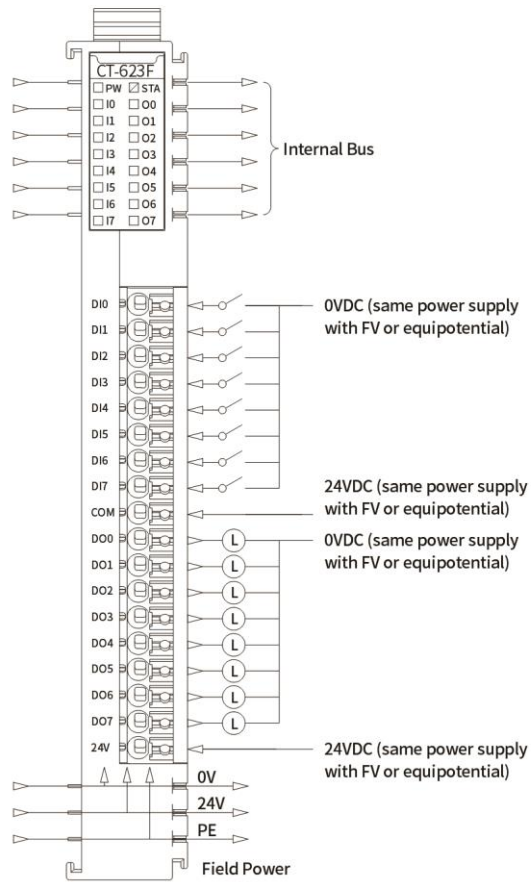 CT-623F
PW STA
I0 O0
I1 O1
I2 O2
I3 O3
I4 O4
I5 O5
I6 O6
I7 O7
Internal Bus
DI0
0VDC (same power supply
with FV or equipotential)
DI1
DI2
DI3
DI4
DI5
DI6
DI7
24VDC (same power supply
with FV or equipotential)
COM
DO0
0VDC (same power supply
with FV or equipotential)
L
DO1
L
DO2
L
DO3
L
DO4
L
DO5
L
DO6
L
DO7
L
24V
24VDC (same power supply
with FV or equipotential)
0V
24V
PE
Field Power